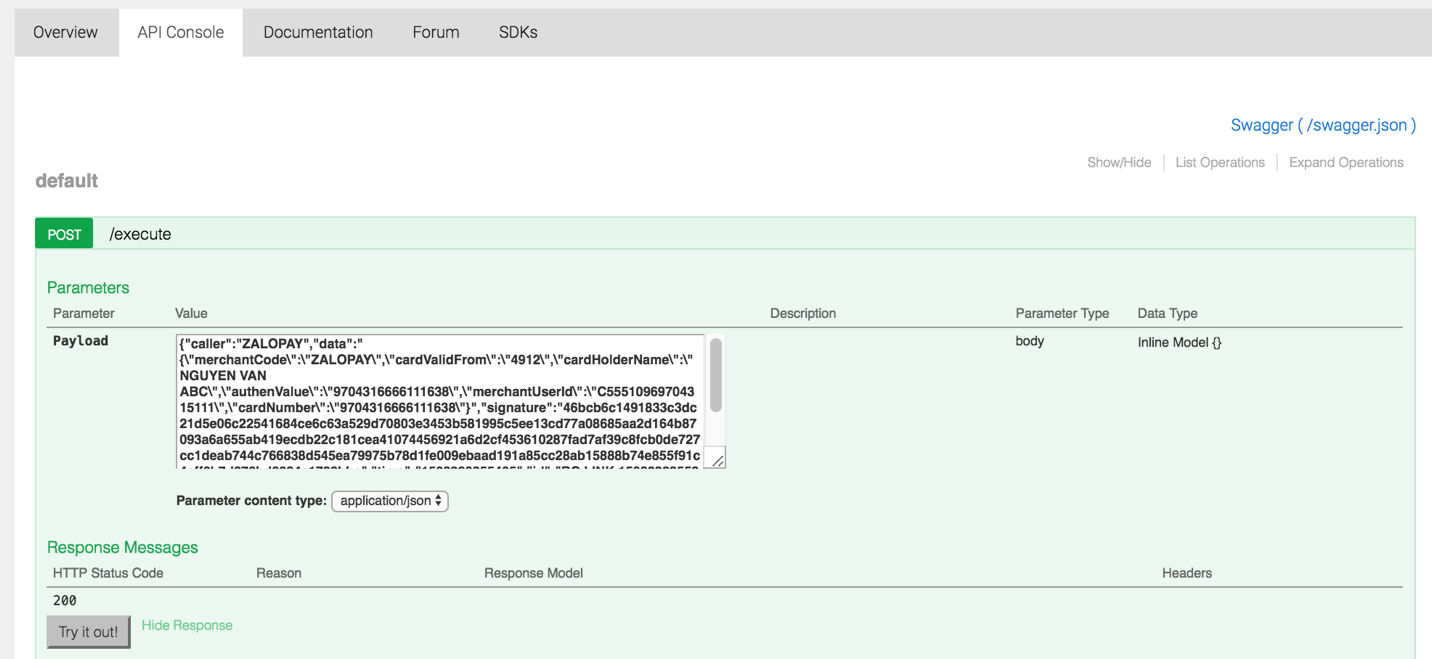 Overview API Console Documentation Forum SDKs
Swagger ( /swagger.json )
Show/Hide List Operations Expand Operations
default
POST /execute
Parameters
Parameter Value Description Parameter Type Data Type
Payload body Inline Model {}
{"caller":"ZALOPAY","data":"
{\"merchantCode\":\"ZALOPAY\",\"cardValidFrom\":\"4912\",\"cardHolderName\":\"
NGUYEN VAN
ABC\",\"authenValue\":\"9704316666111638\",\"merchantUserId\":\"C555109697043
15111\",\"cardNumber\":\"9704316666111638\"}","signature":"46bcb6c1491833c3dc
21d5e06c22541684ce6c63a529d70803e3453b581995c5ee13cd77a08685aa2d164b87
093a6a655ab419ecdb22c181cea41074456921a6d2cf453610287fad7af39c8fcb0de727
cc1deab744c766838d545ea79975b78d1fe009ebaad191a85cc28ab15888b74e855f91c
Parameter content type: application/json
Response Messages
HTTP Status Code Reason Response Model Headers
200
Try it out! Hide Response